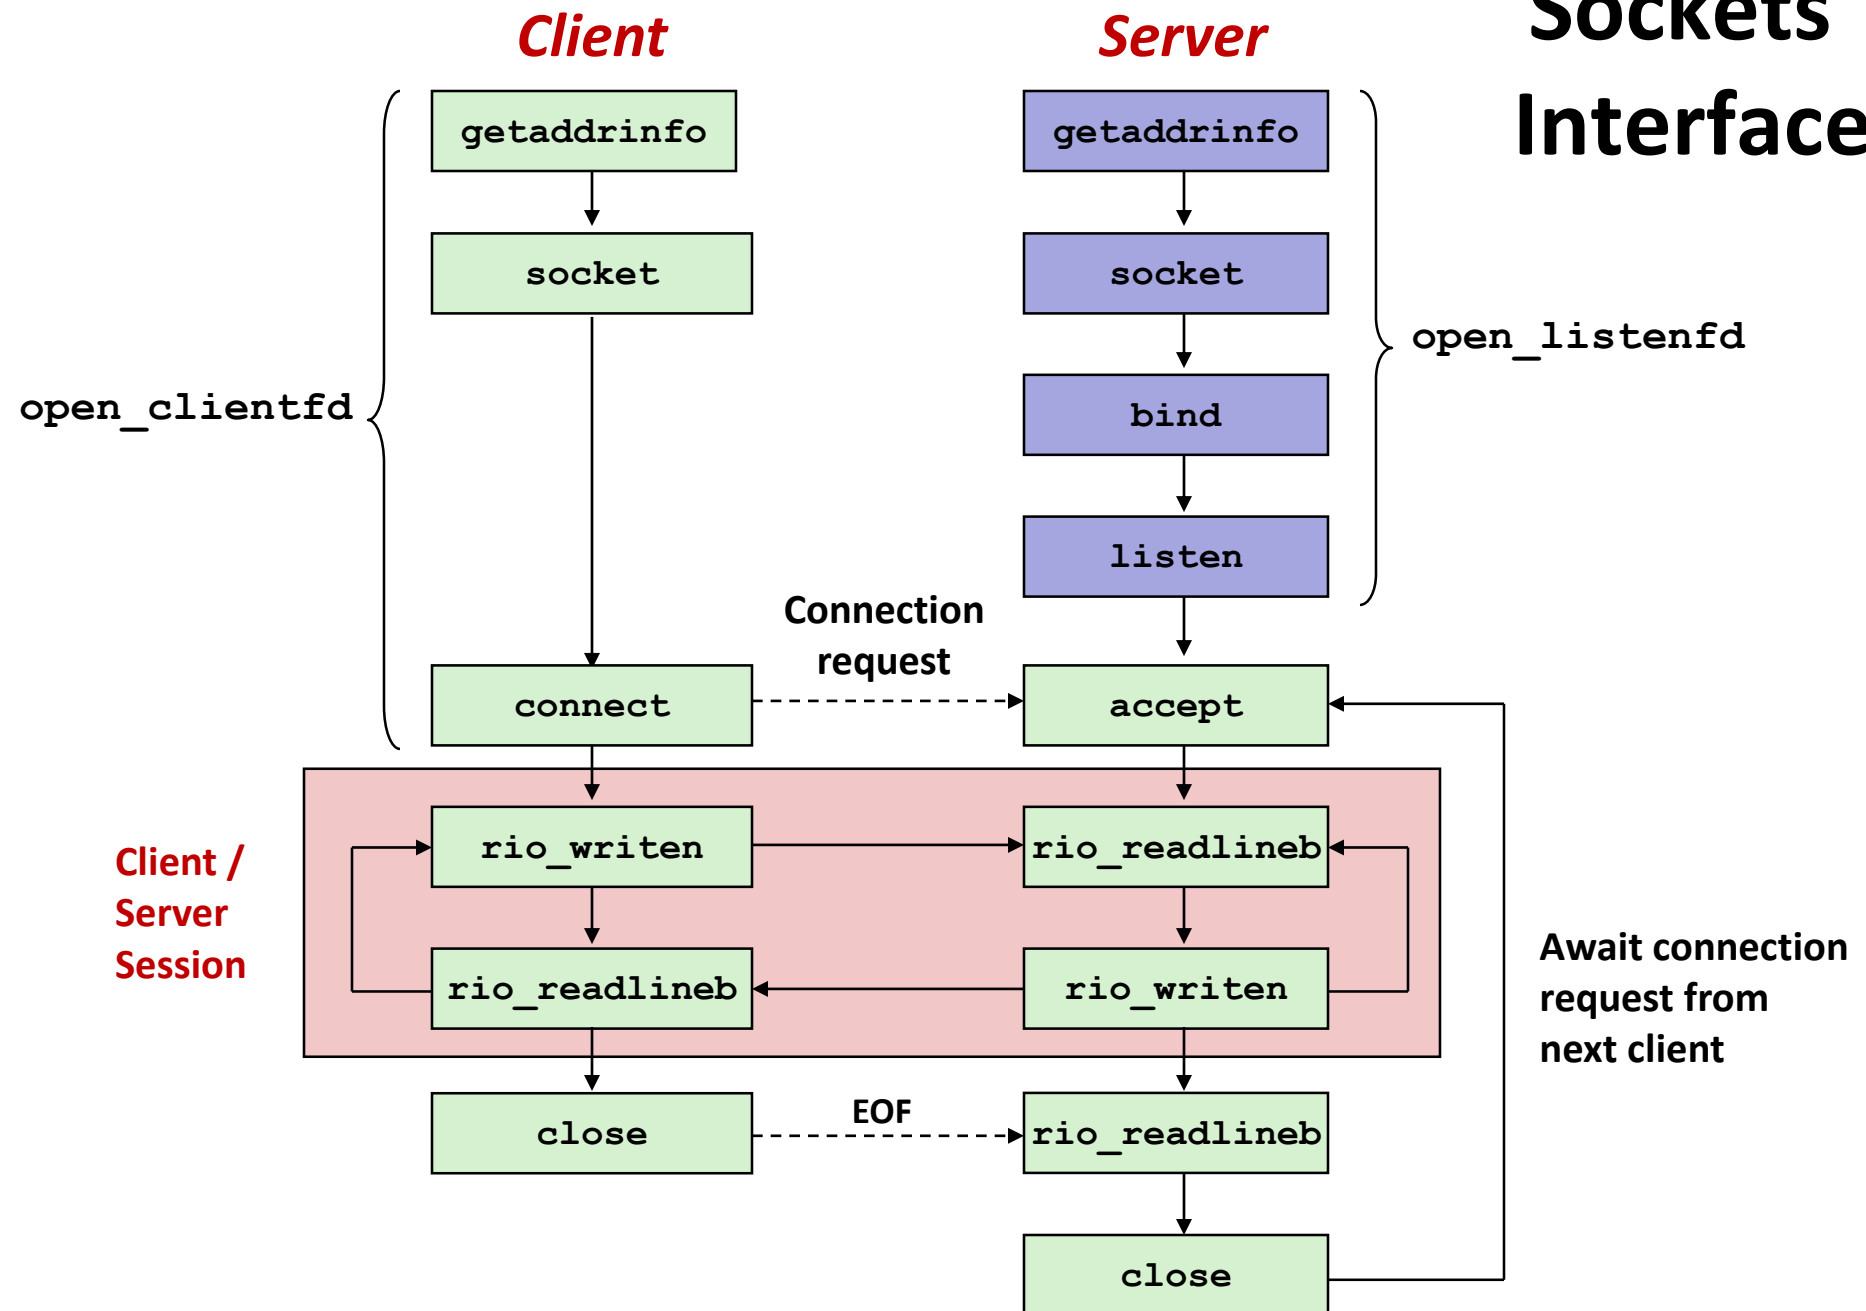 Sockets
Interface
Client
Server
getaddrinfo
getaddrinfo
socket
socket
open_listenfd
open_clientfd
bind
listen
Connection
request
connect
accept
Client /
Server
Session
rio_writen
rio_readlineb
rio_readlineb
rio_writen
Await connection
request from
next client
close
EOF
rio_readlineb
close